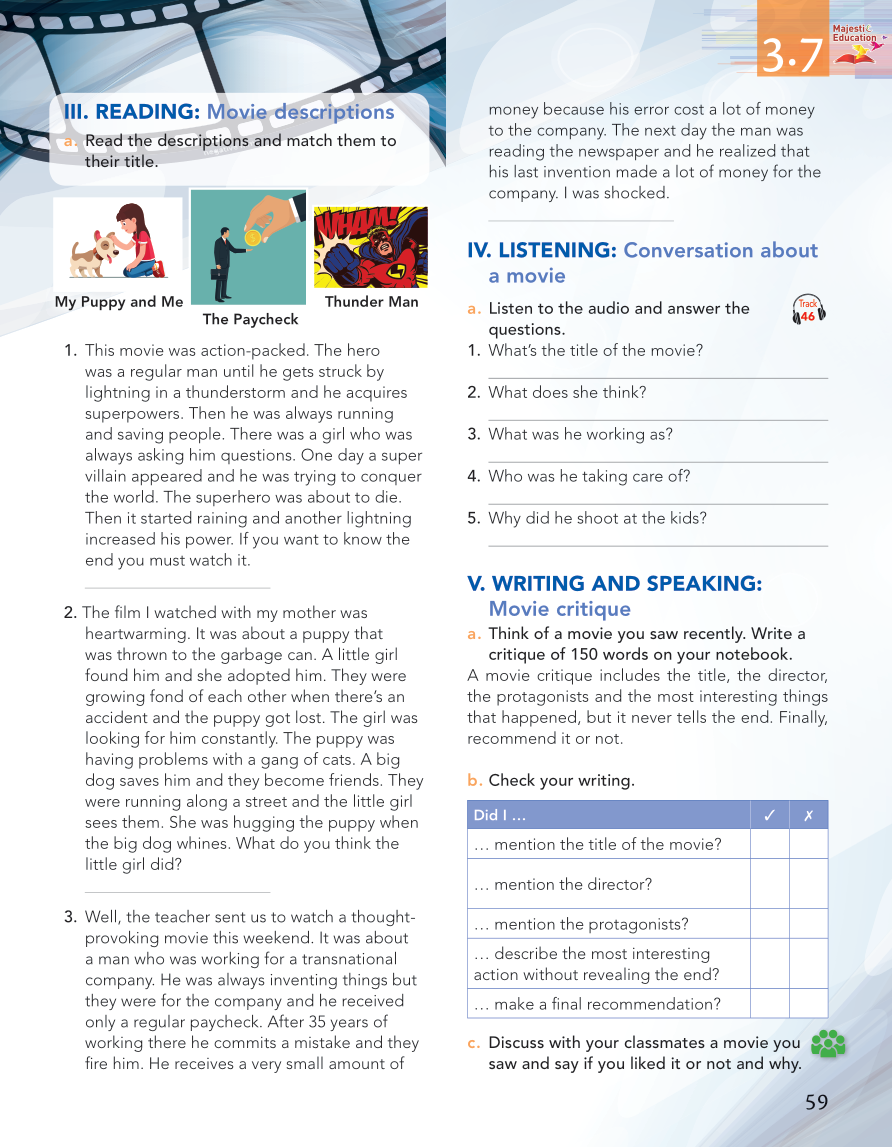 3.7
Majestic
Education
III. READING: Movie descriptions
a. Read the descriptions and match them to
their title.
WHAM!
My Puppy and Me
The Paycheck
Thunder Man
1. This movie was action-packed. The hero
was a regular man until he gets struck by
lightning in a thunderstorm and he acquires
superpowers. Then he was always running
and saving people. There was a girl who was
always asking him questions. One day a super
villain appeared and he was trying to conquer
the world. The superhero was about to die.
Then it started raining and another lightning
increased his power. If you want to know the
end you must watch it.
2. The film I watched with my mother was
heartwarming. It was about a puppy that
was thrown to the garbage can. A little girl
found him and she adopted him. They were
growing fond of each other when there's an
accident and the puppy got lost. The girl was
looking for him constantly. The puppy was
having problems with a gang of cats. A big
dog saves him and they become friends. They
were running along a street and the little girl
sees them. She was hugging the puppy when
the big dog whines. What do you think the
little girl did?
3. Well, the teacher sent us to watch a thought-
provoking movie this weekend. It was about
a man who was working for a transnational
company. He was always inventing things but
they were for the company and he received
only a regular paycheck. After 35 years of
working there he commits a mistake and they
fire him. He receives a very small amount of
money because his error cost a lot of money
to the company. The next day the man was
reading the newspaper and he realized that
his last invention made a lot of money for the
company. I was shocked.
IV. LISTENING: Conversation about
a movie
a. Listen to the audio and answer the
questions.
Track
46
1. What's the title of the movie?
2. What does she think?
3. What was he working as?
4. Who was he taking care of?
5. Why did he shoot at the kids?
V. WRITING AND SPEAKING:
Movie critique
a. Think of a movie you saw recently. Write a
critique of 150 words on your notebook.
A movie critique includes the title, the director,
the protagonists and the most interesting things
that happened, but it never tells the end. Finally,
recommend it or not.
b. Check your writing.
Did I … ✓ ✗
… mention the title of the movie?
… mention the director?
… mention the protagonists?
… describe the most interesting
action without revealing the end?
… make a final recommendation?
c. Discuss with your classmates a movie you
saw and say if you liked it or not and why.
59